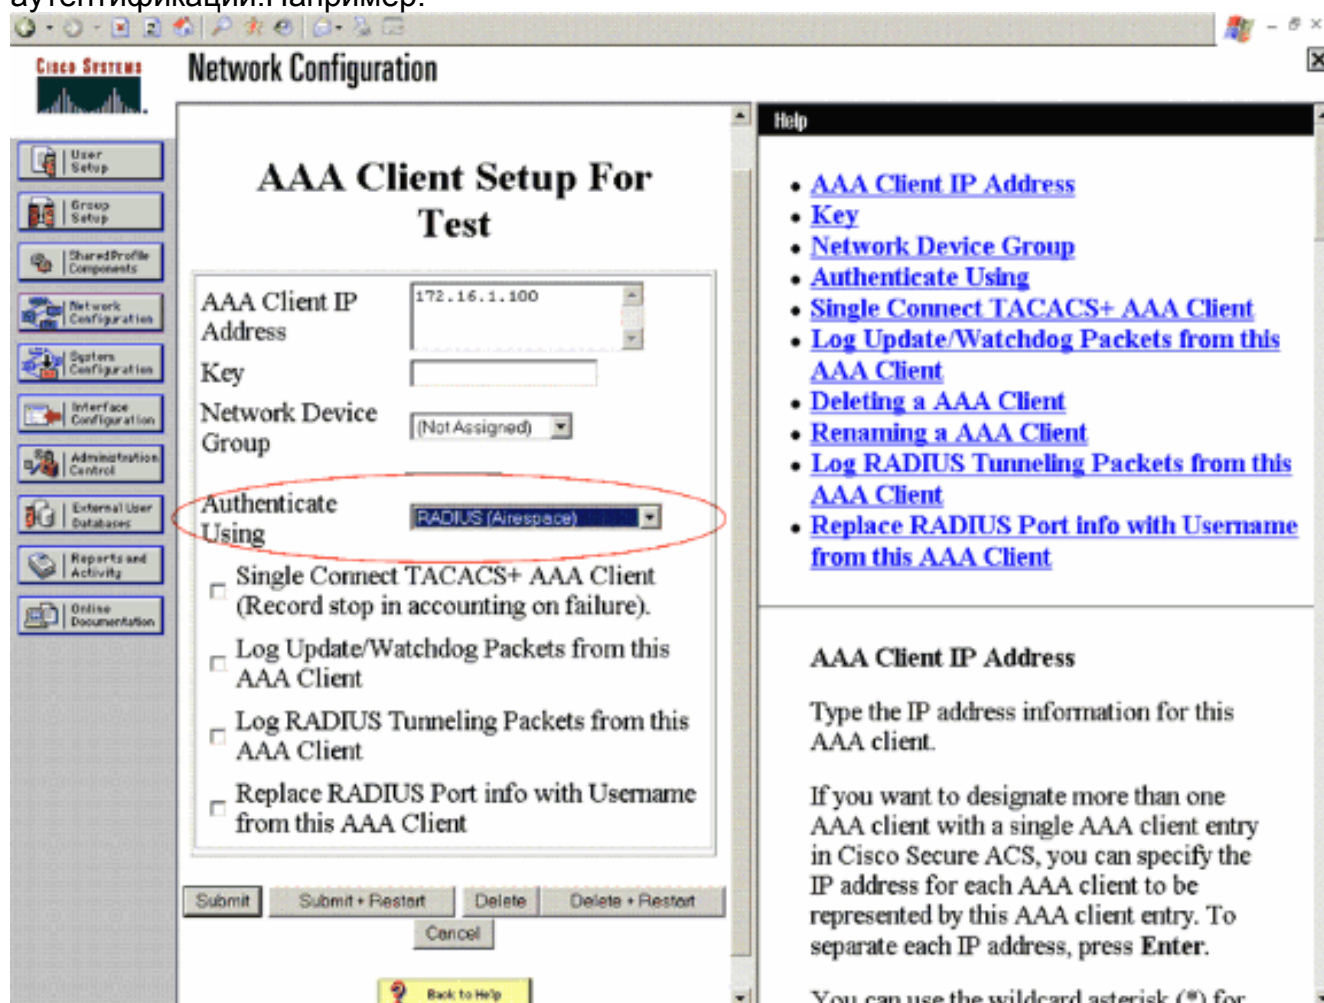 аутентификации.Например:
CISCO SYSTEMS
Network Configuration
User
Setup
Group
Setup
Shared Profile
Components
Network
Configuration
System
Configuration
Interface
Configuration
Administration
Control
External User
Databases
Reports and
Activity
Online
Documentation
AAA Client Setup For
Test
AAA Client IP
Address
172.16.1.100
Key
Network Device
Group
(Not Assigned)
Authenticate
Using
RADIUS (Airespace)
Single Connect TACACS+ AAA Client
(Record stop in accounting on failure).
Log Update/Watchdog Packets from this
AAA Client
Log RADIUS Tunneling Packets from this
AAA Client
Replace RADIUS Port info with Username
from this AAA Client
Submit
Submit + Restart
Delete
Delete + Restart
Cancel
Back to Help
Help
AAA Client IP Address
Key
Network Device Group
Authenticate Using
Single Connect TACACS+ AAA Client
Log Update/Watchdog Packets from this
AAA Client
Deleting a AAA Client
Renaming a AAA Client
Log RADIUS Tunneling Packets from this
AAA Client
Replace RADIUS Port info with Username
from this AAA Client
AAA Client IP Address
Type the IP address information for this
AAA client.
If you want to designate more than one
AAA client with a single AAA client entry
in Cisco Secure ACS, you can specify the
IP address for each AAA client to be
represented by this AAA client entry. To
separate each IP address, press Enter.
You can use the wildcard asterisk (*) for